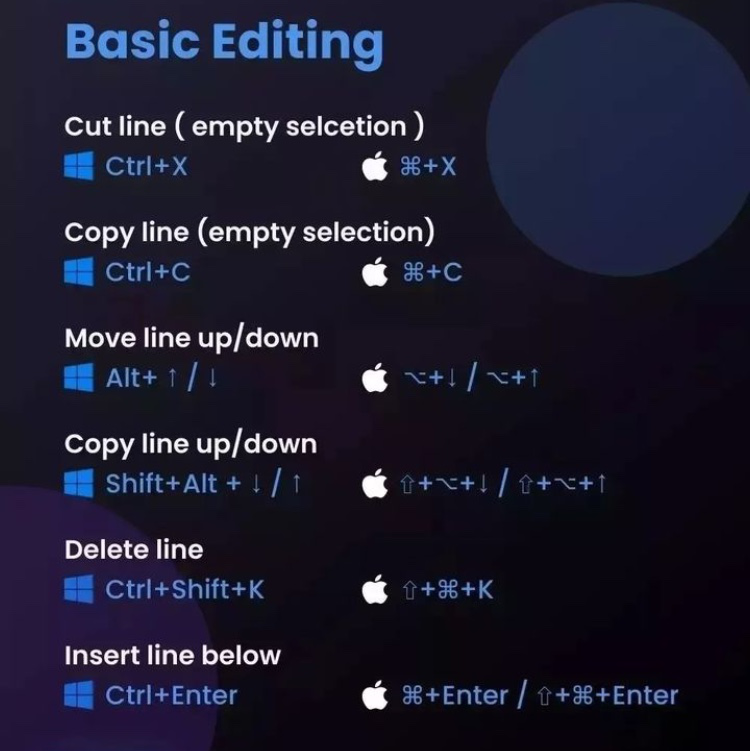 Basic Editing
Cut line ( empty selcetion )
Ctrl+X ⌘+X
Copy line (empty selection)
Ctrl+C ⌘+C
Move line up/down
Alt+ ↑ / ↓ ⌥+↓ / ⌥+↑
Copy line up/down
Shift+Alt + ↓ / ↑ ⇧+⌥+↓ / ⇧+⌥+↑
Delete line
Ctrl+Shift+K ⇧+⌘+K
Insert line below
Ctrl+Enter ⌘+Enter / ⇧+⌘+Enter